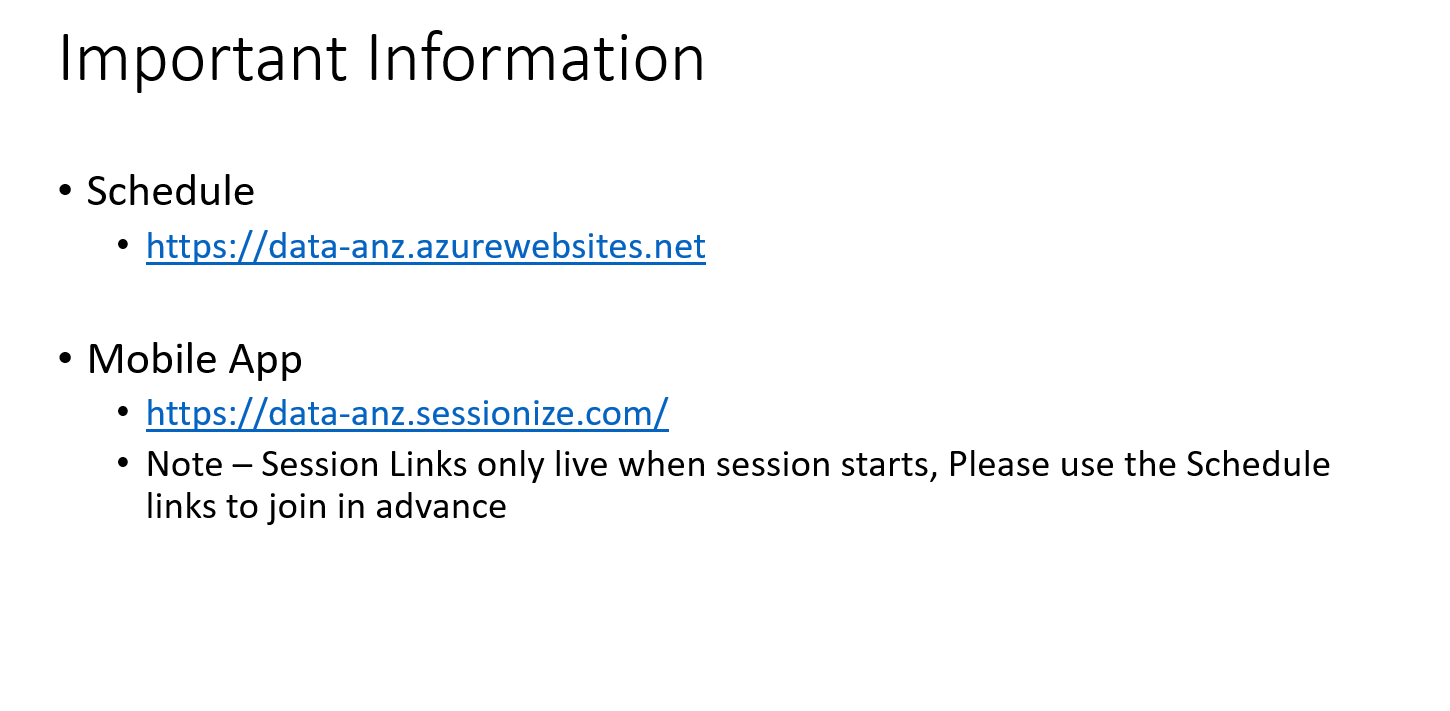 Important Information
• Schedule
• https://data-anz.azurewebsites.net
• Mobile App
• https://data-anz.sessionize.com/
• Note – Session Links only live when session starts, Please use the Schedule
links to join in advance